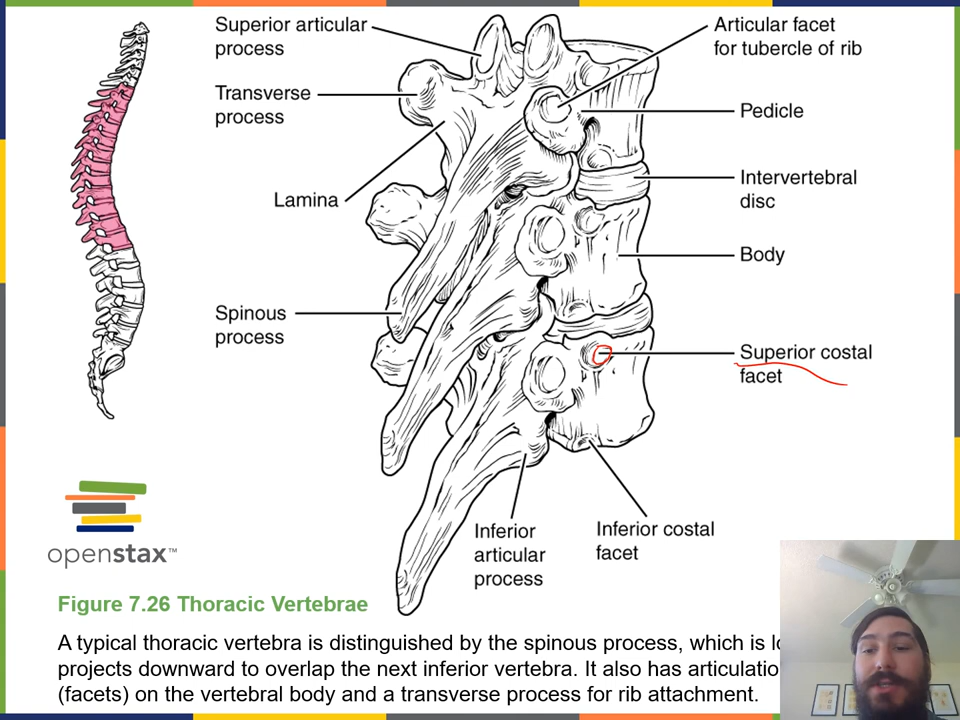 Superior articular
process
Articular facet
for tubercle of rib
Transverse
process
Pedicle
Lamina
Intervertebral
disc
Body
Spinous
process
Superior costal
facet
Inferior
articular
process
Inferior costal
facet
openstax™
Figure 7.26 Thoracic Vertebrae
A typical thoracic vertebra is distinguished by the spinous process, which is
projects downward to overlap the next inferior vertebra. It also has
(facets) on the vertebral body and a transverse process for rib attachment.